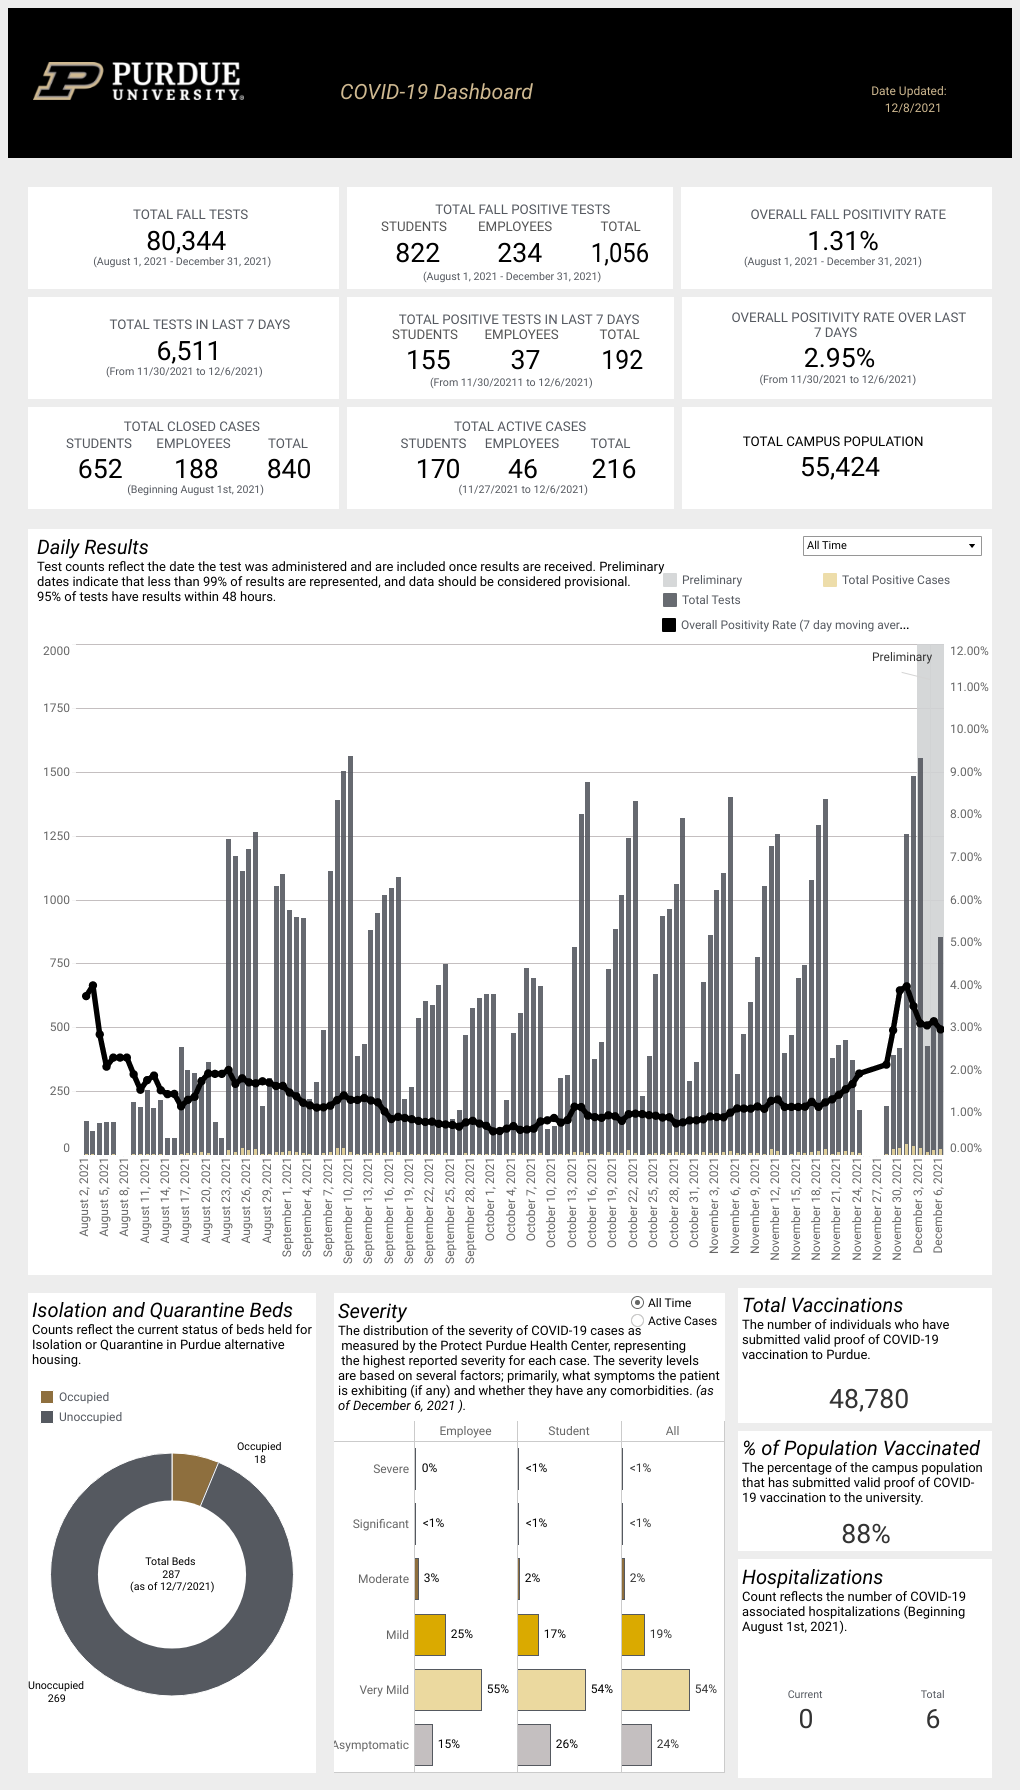 PURDUE
UNIVERSITY®
COVID-19 Dashboard
Date Updated:
12/8/2021
TOTAL FALL TESTS
80,344
(August 1, 2021 - December 31, 2021)
TOTAL FALL POSITIVE TESTS
STUDENTS EMPLOYEES TOTAL
822 234 1,056
(August 1, 2021 - December 31, 2021)
OVERALL FALL POSITIVITY RATE
1.31%
(August 1, 2021 - December 31, 2021)
TOTAL TESTS IN LAST 7 DAYS
6,511
(From 11/30/2021 to 12/6/2021)
TOTAL POSITIVE TESTS IN LAST 7 DAYS
STUDENTS EMPLOYEES TOTAL
155 37 192
(From 11/30/20211 to 12/6/2021)
OVERALL POSITIVITY RATE OVER LAST
7 DAYS
2.95%
(From 11/30/2021 to 12/6/2021)
TOTAL CLOSED CASES
STUDENTS EMPLOYEES TOTAL
652 188 840
(Beginning August 1st, 2021)
TOTAL ACTIVE CASES
STUDENTS EMPLOYEES TOTAL
170 46 216
(11/27/2021 to 12/6/2021)
TOTAL CAMPUS POPULATION
55,424
Daily Results
All Time
Test counts reflect the date the test was administered and are included once results are received. Preliminary
dates indicate that less than 99% of results are represented, and data should be considered provisional.
95% of tests have results within 48 hours.
Preliminary
Total Positive Cases
Total Tests
Overall Positivity Rate (7 day moving aver...
Preliminary
2000
1750
1500
1250
1000
750
500
250
0
12.00%
11.00%
10.00%
9.00%
8.00%
7.00%
6.00%
5.00%
4.00%
3.00%
2.00%
1.00%
0.00%
August 2, 2021
August 5, 2021
August 8, 2021
August 11, 2021
August 14, 2021
August 17, 2021
August 20, 2021
August 23, 2021
August 26, 2021
August 29, 2021
September 1, 2021
September 4, 2021
September 7, 2021
September 10, 2021
September 13, 2021
September 16, 2021
September 19, 2021
September 22, 2021
September 25, 2021
September 28, 2021
October 1, 2021
October 4, 2021
October 7, 2021
October 10, 2021
October 13, 2021
October 16, 2021
October 19, 2021
October 22, 2021
October 25, 2021
October 28, 2021
October 31, 2021
November 3, 2021
November 6, 2021
November 9, 2021
November 12, 2021
November 15, 2021
November 18, 2021
November 21, 2021
November 24, 2021
November 27, 2021
November 30, 2021
December 3, 2021
December 6, 2021
Isolation and Quarantine Beds
Counts reflect the current status of beds held for
Isolation or Quarantine in Purdue alternative
housing.
Occupied
Unoccupied
Occupied
18
Total Beds
287
(as of 12/7/2021)
Unoccupied
269
Severity
All Time
Active Cases
The distribution of the severity of COVID-19 cases as
measured by the Protect Purdue Health Center, representing
the highest reported severity for each case. The severity levels
are based on several factors; primarily, what symptoms the patient
is exhibiting (if any) and whether they have any comorbidities. (as
of December 6, 2021 ).
Employee Student All
Severe 0% <1% <1%
Significant <1% <1% <1%
Moderate 3% 2% 2%
Mild 25% 17% 19%
Very Mild 55% 54% 54%
Asymptomatic 15% 26% 24%
Total Vaccinations
The number of individuals who have
submitted valid proof of COVID-19
vaccination to Purdue.
48,780
% of Population Vaccinated
The percentage of the campus population
that has submitted valid proof of COVID-
19 vaccination to the university.
88%
Hospitalizations
Count reflects the number of COVID-19
associated hospitalizations (Beginning
August 1st, 2021).
Current Total
0 6